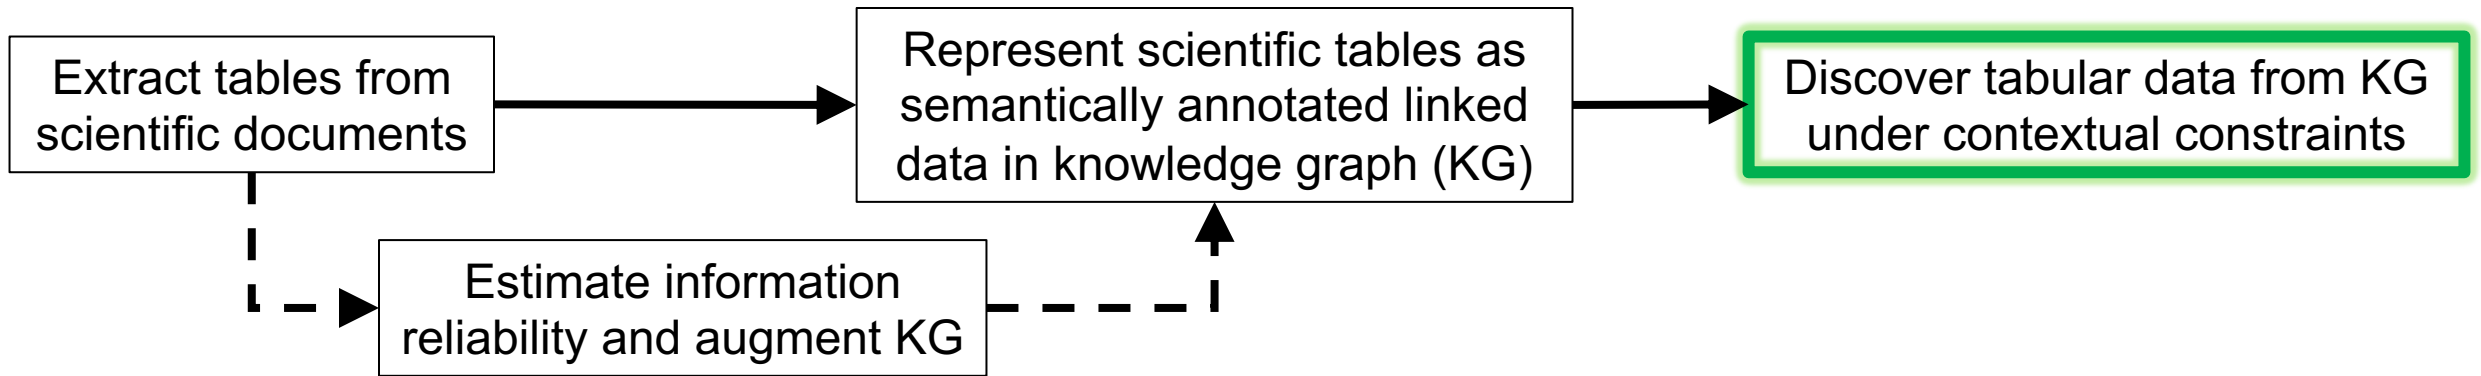 Extract tables from
scientific documents
Represent scientific tables as
semantically annotated linked
data in knowledge graph (KG)
Discover tabular data from KG
under contextual constraints
Estimate information
reliability and augment KG